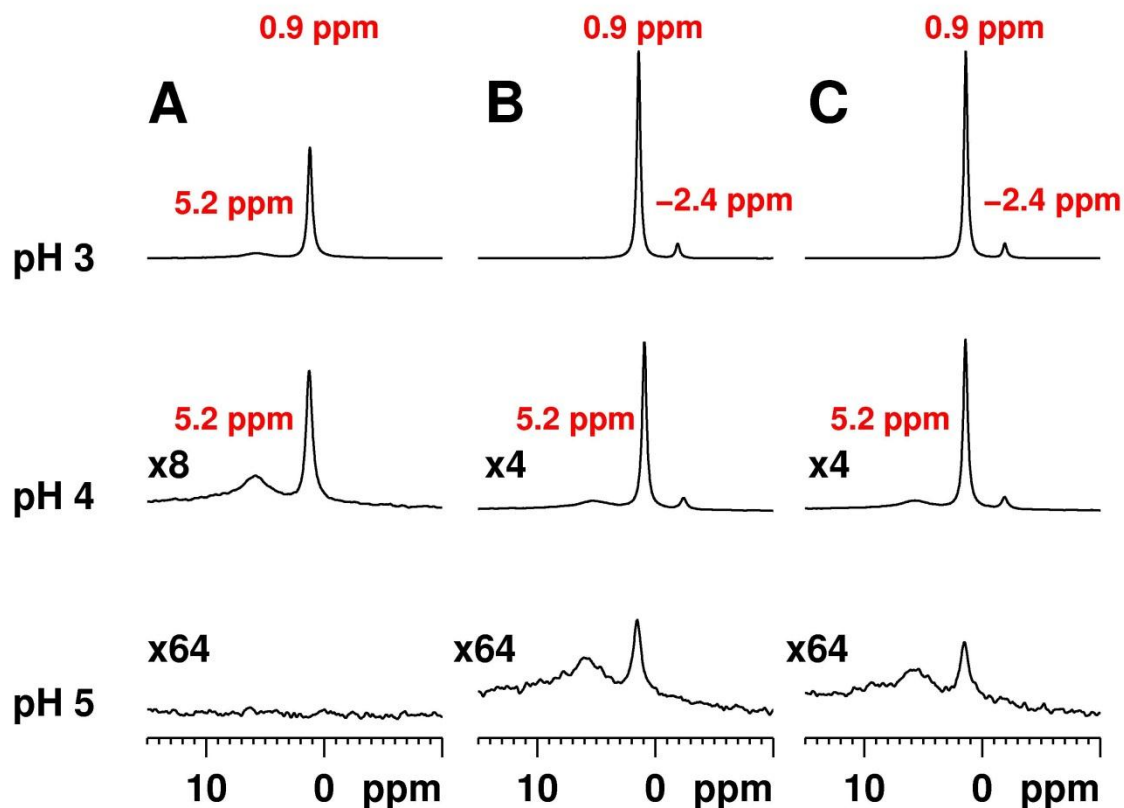 0.9 ppm 0.9 ppm 0.9 ppm
A B C
5.2 ppm −2.4 ppm −2.4 ppm
pH 3
5.2 ppm 5.2 ppm 5.2 ppm
x8 x4 x4
pH 4
x64 x64 x64
pH 5
10 0 ppm 10 0 ppm 10 0 ppm